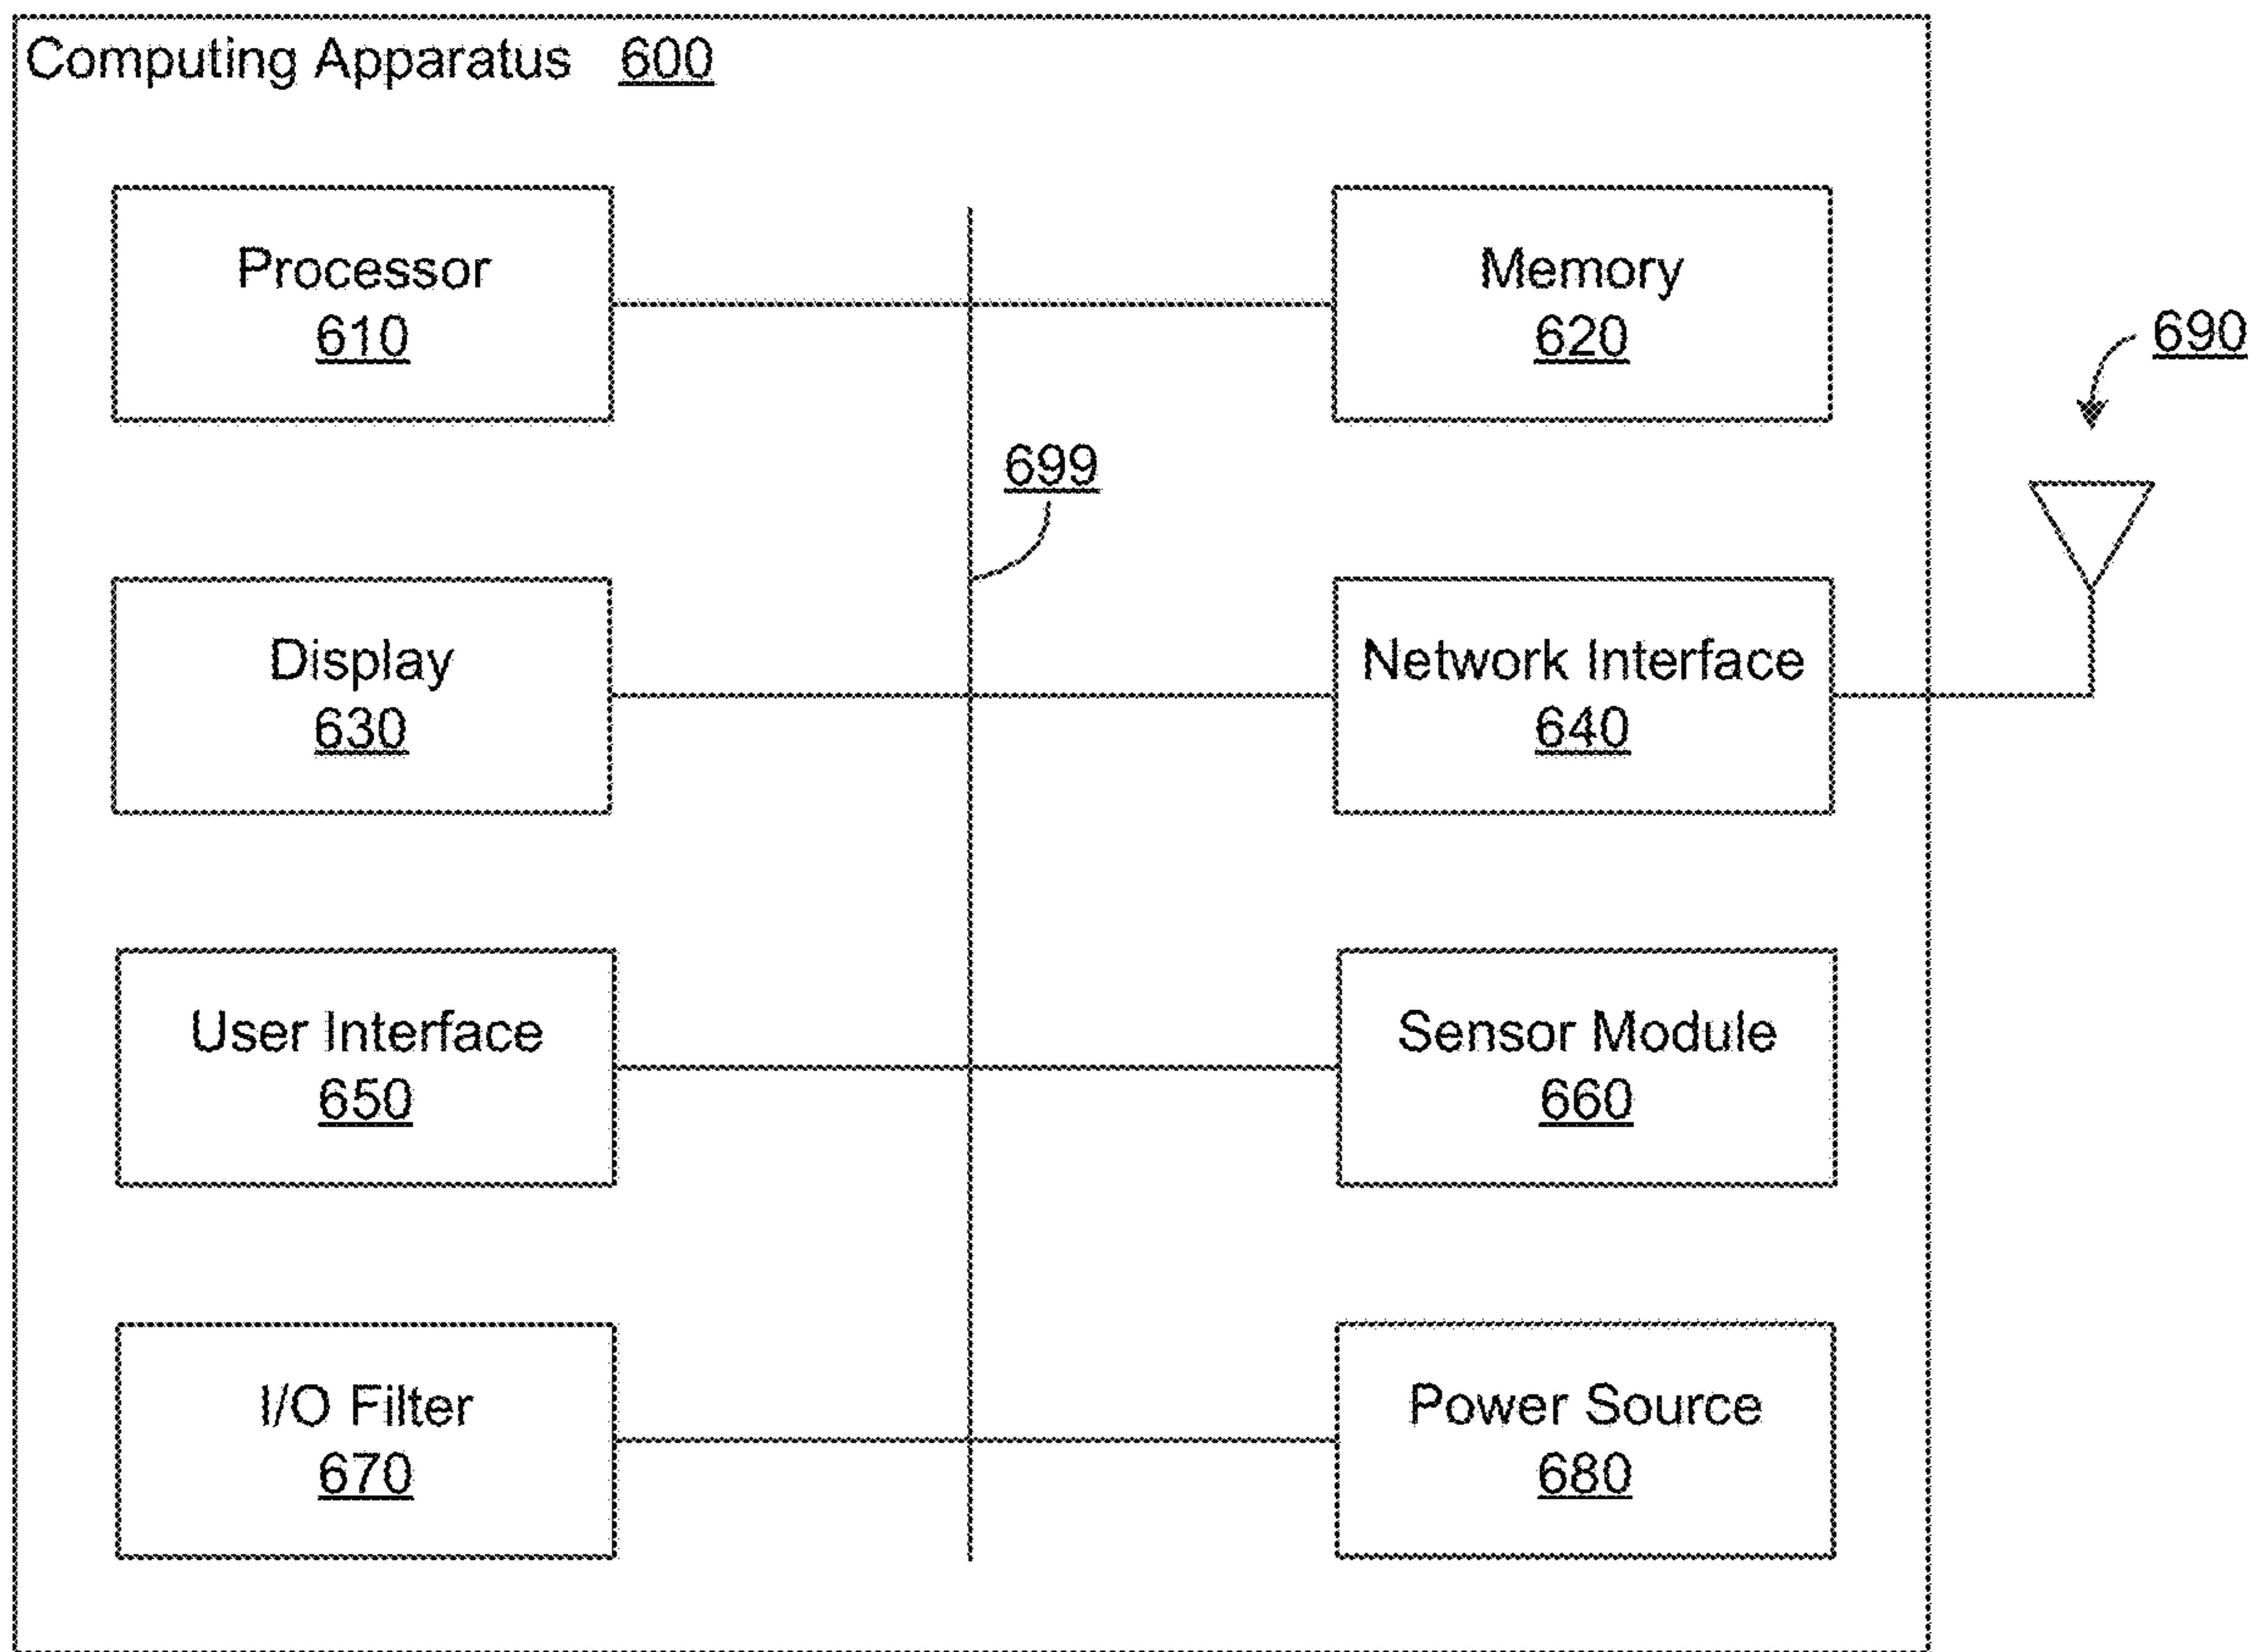 Computing Apparatus 600
Processor
610
Memory
620
690
699
Display
630
Network Interface
640
User Interface
650
Sensor Module
660
I/O Filter
670
Power Source
680